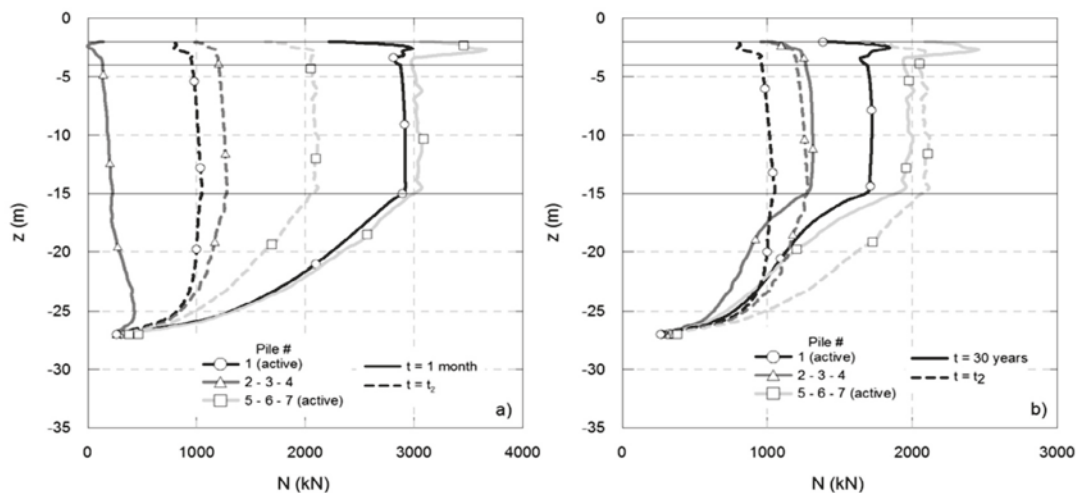 0
-5
-10
-15
-20
-25
-30
-35
z (m)
0
1000
2000
3000
4000
N (kN)
Pile #
1 (active)
2 - 3 - 4
5 - 6 - 7 (active)
t = 1 month
t = t₂
a)
0
-5
-10
-15
-20
-25
-30
-35
z (m)
0
1000
2000
3000
N (kN)
Pile #
1 (active)
2 - 3 - 4
5 - 6 - 7 (active)
t = 30 years
t = t2
b)